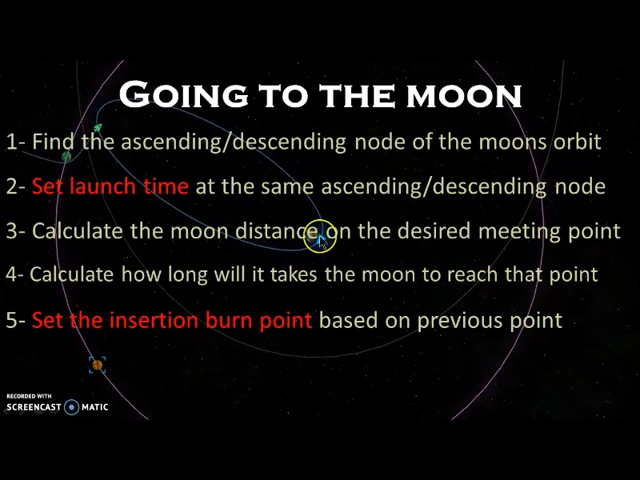 GOING TO THE MOON
1- Find the ascending/descending node of the moons orbit
2- Set launch time at the same ascending/descending node
3- Calculate the moon distance on the desired meeting point
4- Calculate how long will it takes the moon to reach that point
5- Set the insertion burn point based on previous point
RECORDED WITH
SCREENCAST MATIC